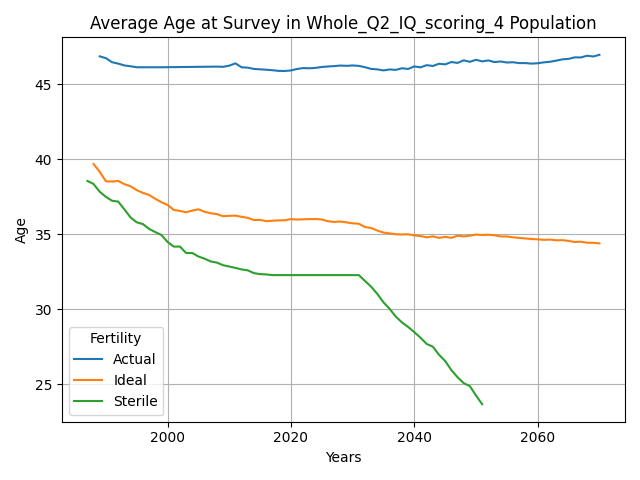 Average Age at Survey in Whole_Q2_IQ_scoring_4 Population
Age
45
40
35
30
25
Fertility
Actual
Ideal
Sterile
2000 2020 2040 2060
Years